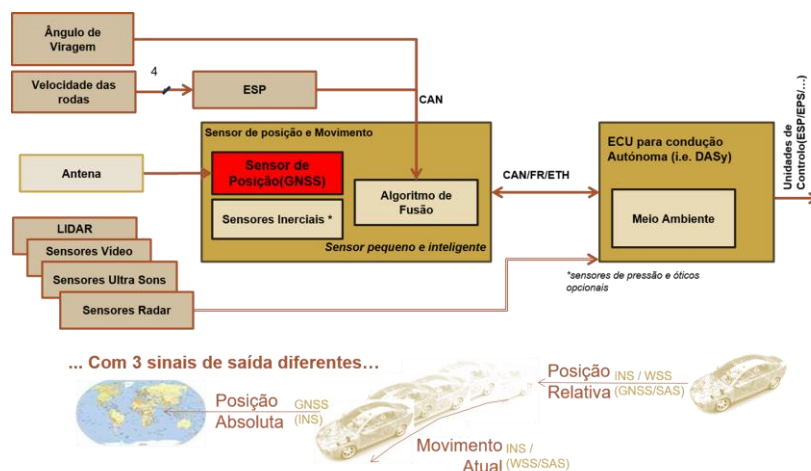 Ângulo de
Viragem
Velocidade das
rodas
4
ESP
CAN
Sensor de posição e Movimento
Sensor de
Posição(GNSS)
Sensores Inerciais *
Algoritmo de
Fusão
Sensor pequeno e inteligente
Antena
CAN/FR/ETH
ECU para condução
Autónoma (i.e. DASy)
Meio Ambiente
Unidades de
Controlo(ESP/EPS/...)
LIDAR
Sensores Vídeo
Sensores Ultra Sons
Sensores Radar
*sensores de pressão e óticos
opcionais
... Com 3 sinais de saída diferentes...
Posição
Absoluta
GNSS
(INS)
Movimento
Atual
INS /
(WSS/SAS)
Posição
Relativa
INS / WSS
(GNSS/SAS)